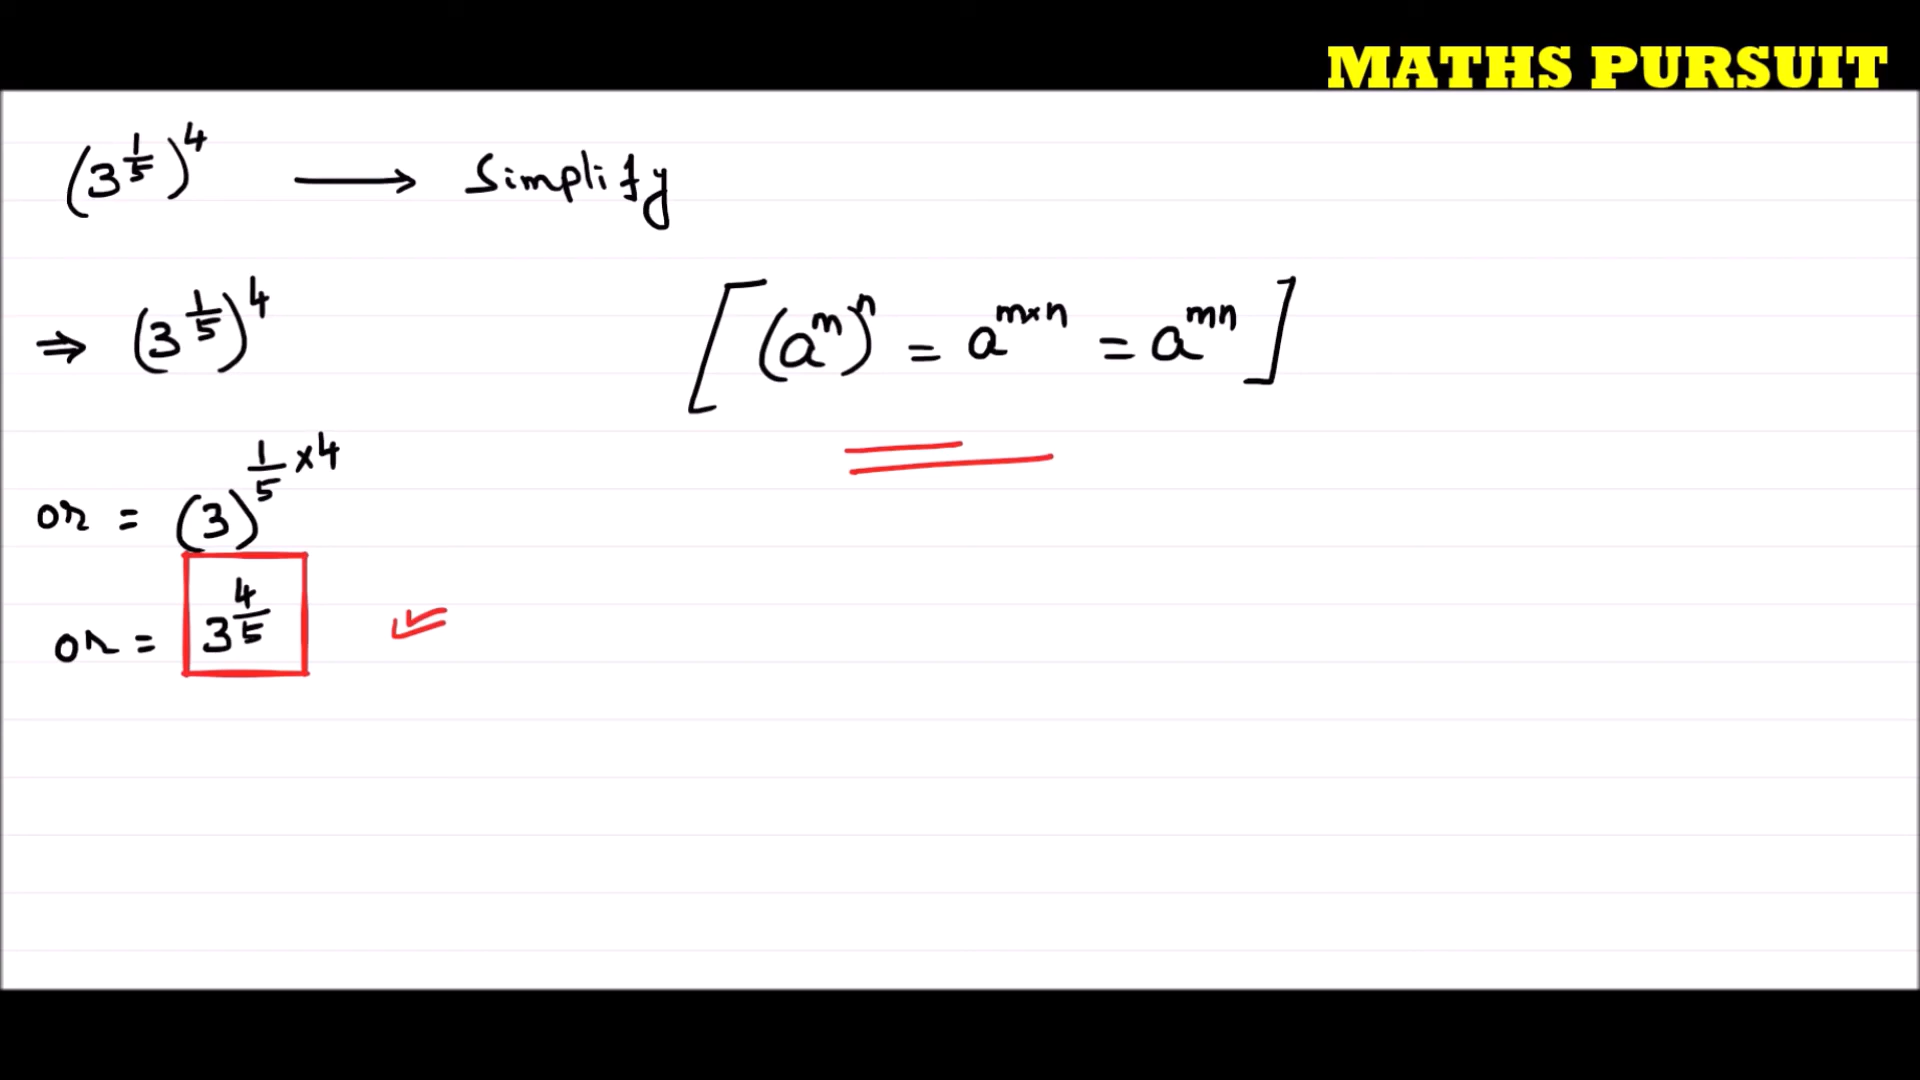 MATHS PURSUIT
(3^{1/5})^4 ⟶ Simplify
⇒ (3^{1/5})^4 [(a^m)^n = a^{m×n} = a^{mn}]
or = (3)^{1/5 × 4}
or = 3^{4/5}